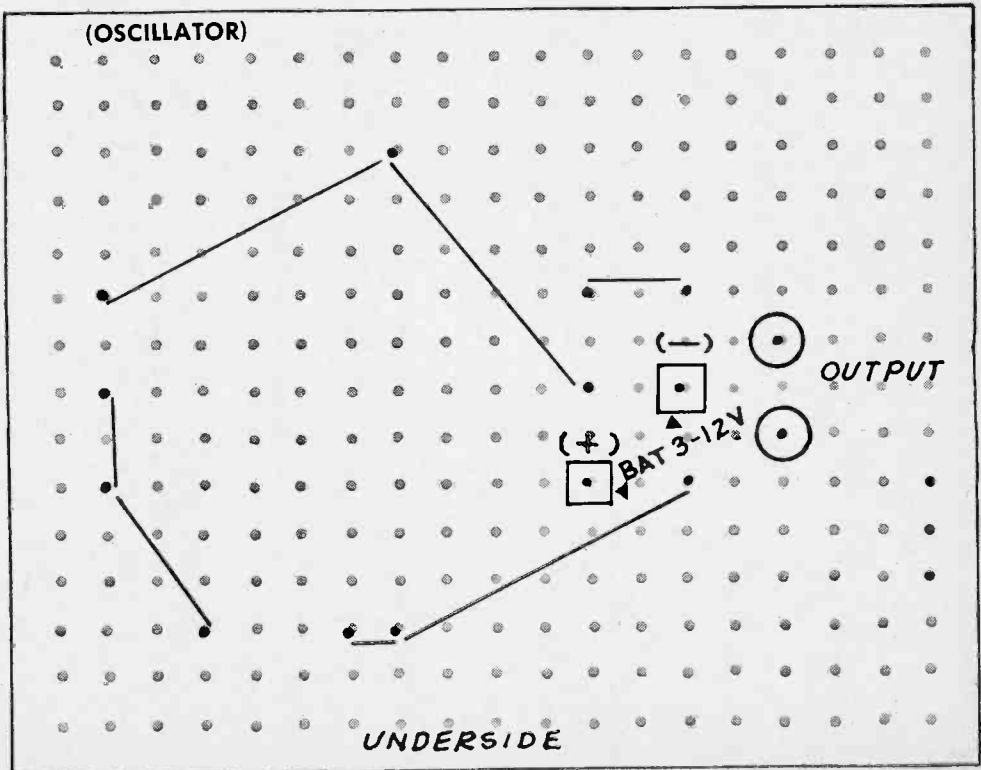 (OSCILLATOR)
(—)
OUTPUT
(+)
BAT 3-12V
UNDERSIDE